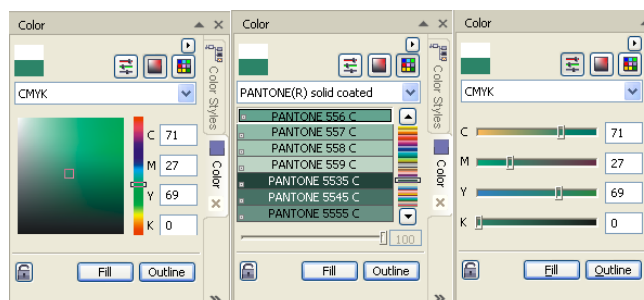 Color
CMYK
C 71
M 27
Y 69
K 0
Fill
Outline
Color Styles
Color
Color
PANTONE(R) solid coated
PANTONE 556 C
PANTONE 557 C
PANTONE 558 C
PANTONE 559 C
PANTONE 5535 C
PANTONE 5545 C
PANTONE 5555 C
100
Fill
Outline
Color Styles
Color
Color
CMYK
C 71
M 27
Y 69
K 0
Fill
Outline